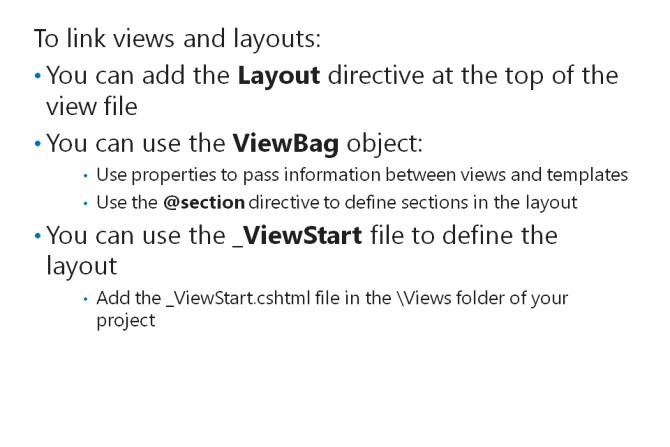 To link views and layouts:
• You can add the Layout directive at the top of the
view file
• You can use the ViewBag object:
• Use properties to pass information between views and templates
• Use the @section directive to define sections in the layout
• You can use the _ViewStart file to define the
layout
• Add the _ViewStart.cshtml file in the \Views folder of your
project